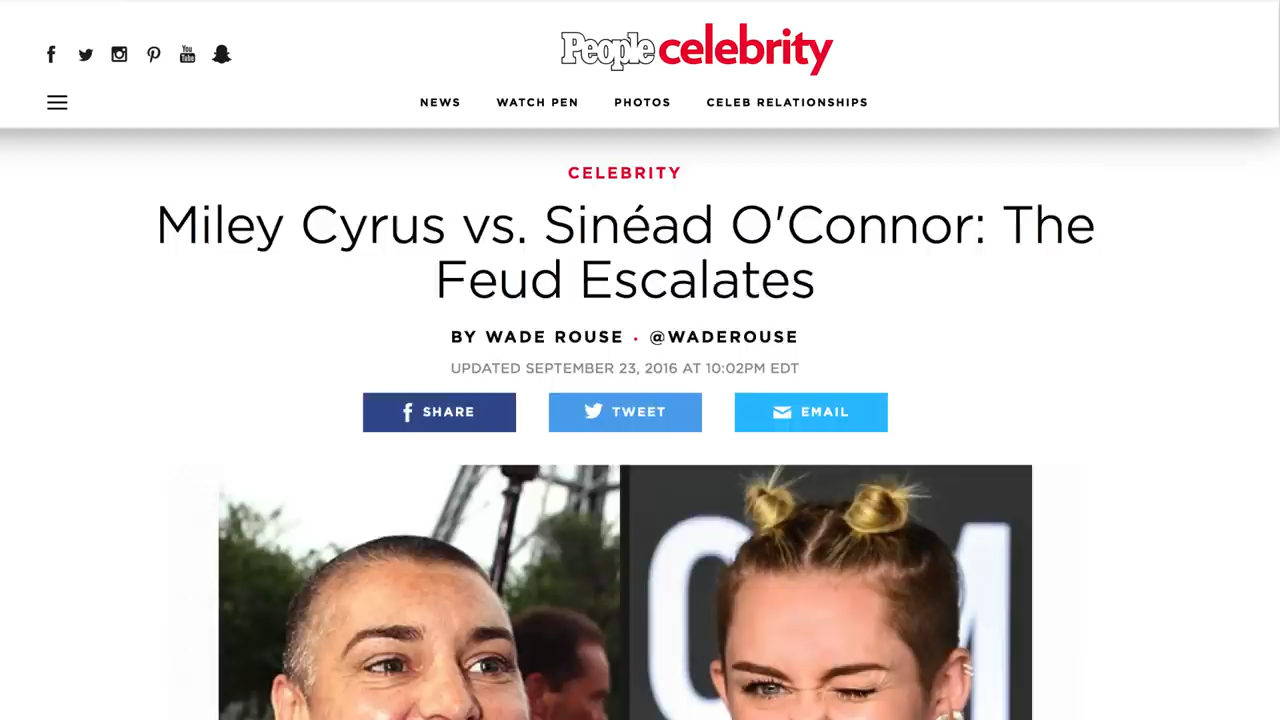 People celebrity
NEWS WATCH PEN PHOTOS CELEB RELATIONSHIPS
CELEBRITY
Miley Cyrus vs. Sinéad O'Connor: The
Feud Escalates
BY WADE ROUSE • @WADEROUSE
UPDATED SEPTEMBER 23, 2016 AT 10:02PM EDT
SHARE TWEET EMAIL